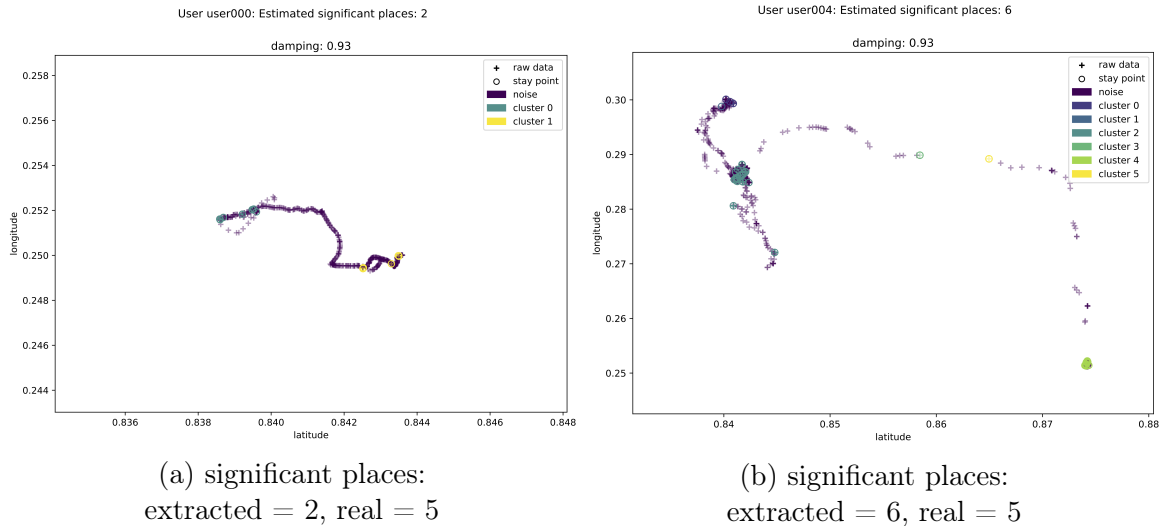 User user000: Estimated significant places: 2
damping: 0.93
0.258
0.256
0.254
0.252
0.250
0.248
0.246
0.244
longitude
0.836
0.838
0.840
0.842
0.844
0.846
0.848
latitude
raw data
stay point
noise
cluster 0
cluster 1
(a) significant places:
extracted = 2, real = 5
User user004: Estimated significant places: 6
damping: 0.93
0.30
0.29
0.28
0.27
0.26
0.25
longitude
0.84
0.85
0.86
0.87
0.88
latitude
raw data
stay point
noise
cluster 0
cluster 1
cluster 2
cluster 3
cluster 4
cluster 5
(b) significant places:
extracted = 6, real = 5